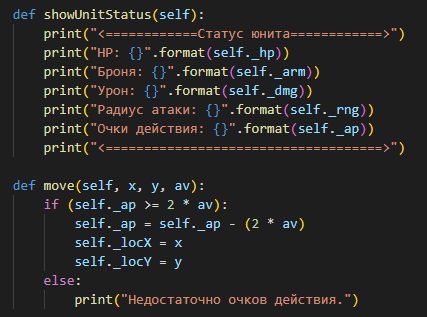 def showUnitStatus(self):
    print("<============Статус юнита============>")
    print("HP: {}".format(self._hp))
    print("Броня: {}".format(self._arm))
    print("Урон: {}".format(self._dmg))
    print("Радиус атаки: {}".format(self._rng))
    print("Очки действия: {}".format(self._ap))
    print("<====================================>")
def move(self, x, y, av):
    if (self._ap >= 2 * av):
        self._ap = self._ap - (2 * av)
        self._locX = x
        self._locY = y
    else:
        print("Недостаточно очков действия.")